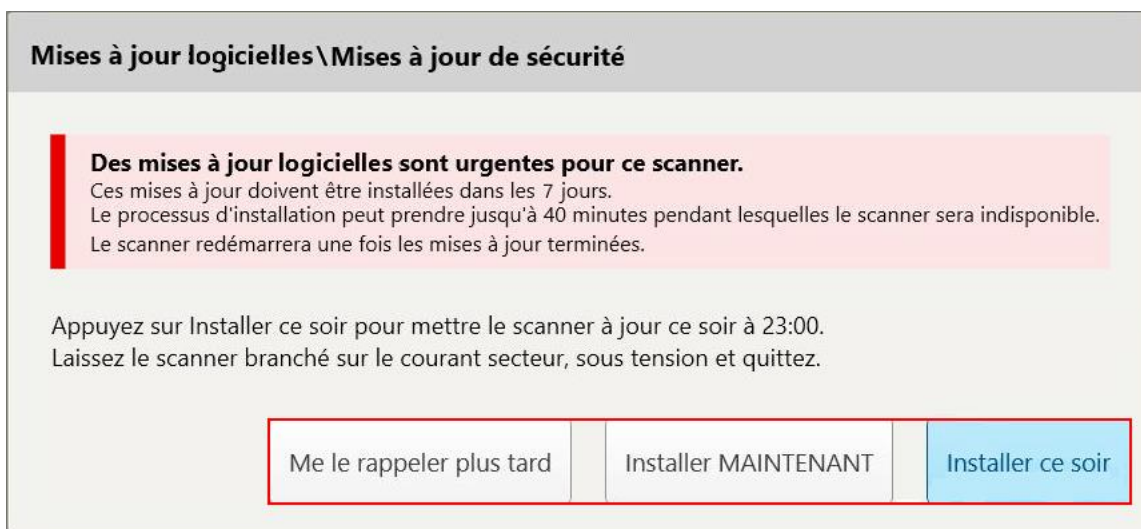 Mises à jour logicielles\Mises à jour de sécurité
Des mises à jour logicielles sont urgentes pour ce scanner.
Ces mises à jour doivent être installées dans les 7 jours.
Le processus d'installation peut prendre jusqu'à 40 minutes pendant lesquelles le scanner sera indisponible.
Le scanner redémarrera une fois les mises à jour terminées.
Appuyez sur Installer ce soir pour mettre le scanner à jour ce soir à 23:00.
Laissez le scanner branché sur le courant secteur, sous tension et quittez.
Me le rappeler plus tard Installer MAINTENANT Installer ce soir